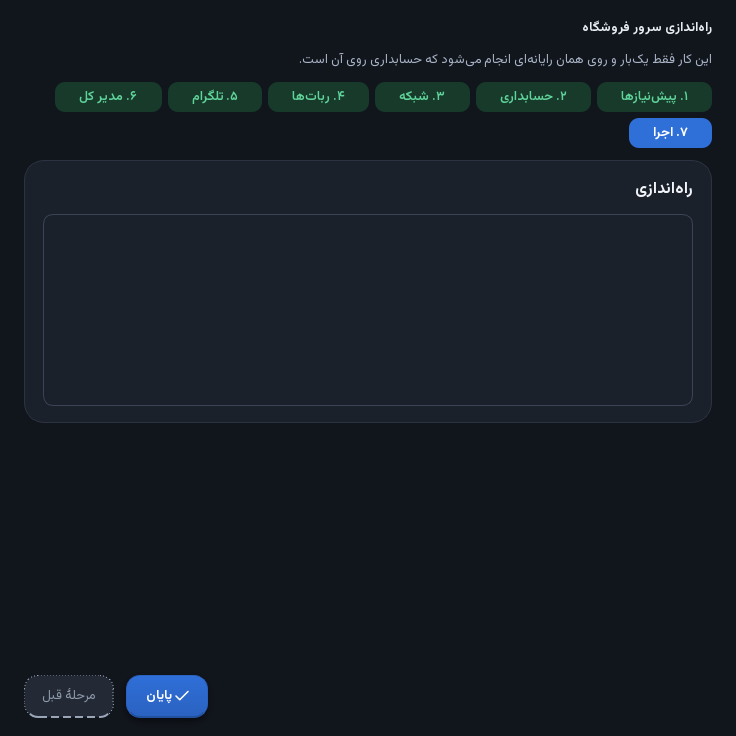 راه‌اندازی سرور فروشگاه
این کار فقط یک‌بار و روی همان رایانه‌ای انجام می‌شود که حسابداری روی آن است.
۱. پیش‌نیازها
۲. حسابداری
۳. شبکه
۴. ربات‌ها
۵. تلگرام
۶. مدیر کل
۷. اجرا
راه‌اندازی
پایان
مرحلهٔ قبل